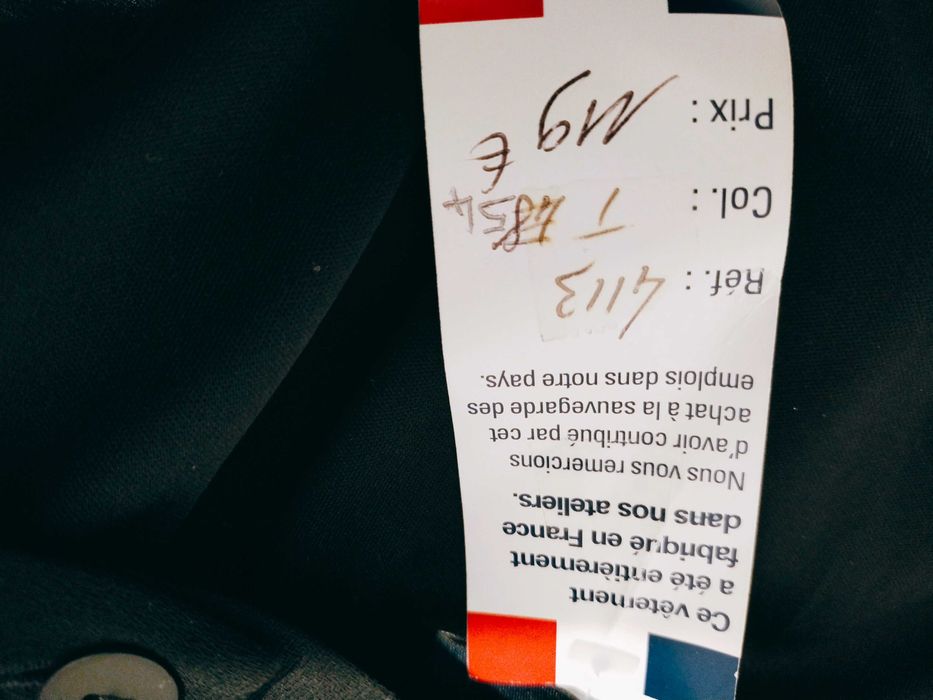 Ce vêtement
a été entièrement
fabriqué en France
dans nos ateliers.
Nous vous remercions
d'avoir contribué par cet
achat à la sauvegarde des
emplois dans notre pays.
Réf. : 4113
Col. : T
Prix : 119 €